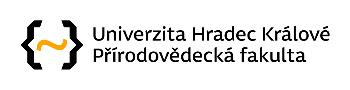 Univerzita Hradec Králové
Přírodovědecká fakulta